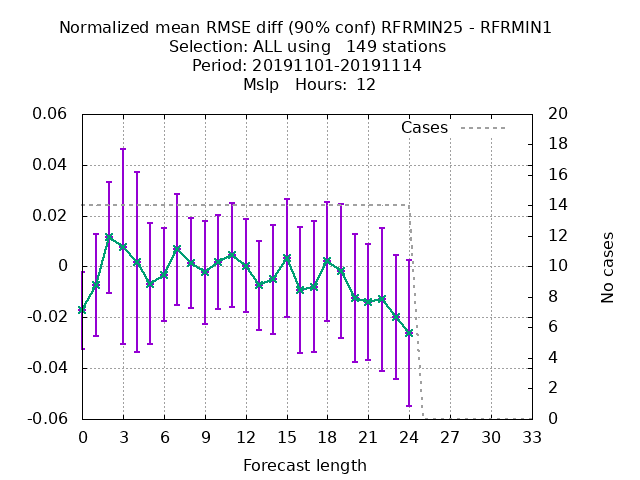 Normalized mean RMSE diff (90% conf) RFRMIN25 - RFRMIN1
Selection: ALL using   149 stations
Period: 20191101-20191114
Mslp   Hours:  12
0.06
0.04
0.02
0
-0.02
-0.04
-0.06
20
18
16
14
12
10
8
6
4
2
0
Cases
No cases
0 3 6 9 12 15 18 21 24 27 30 33
Forecast length